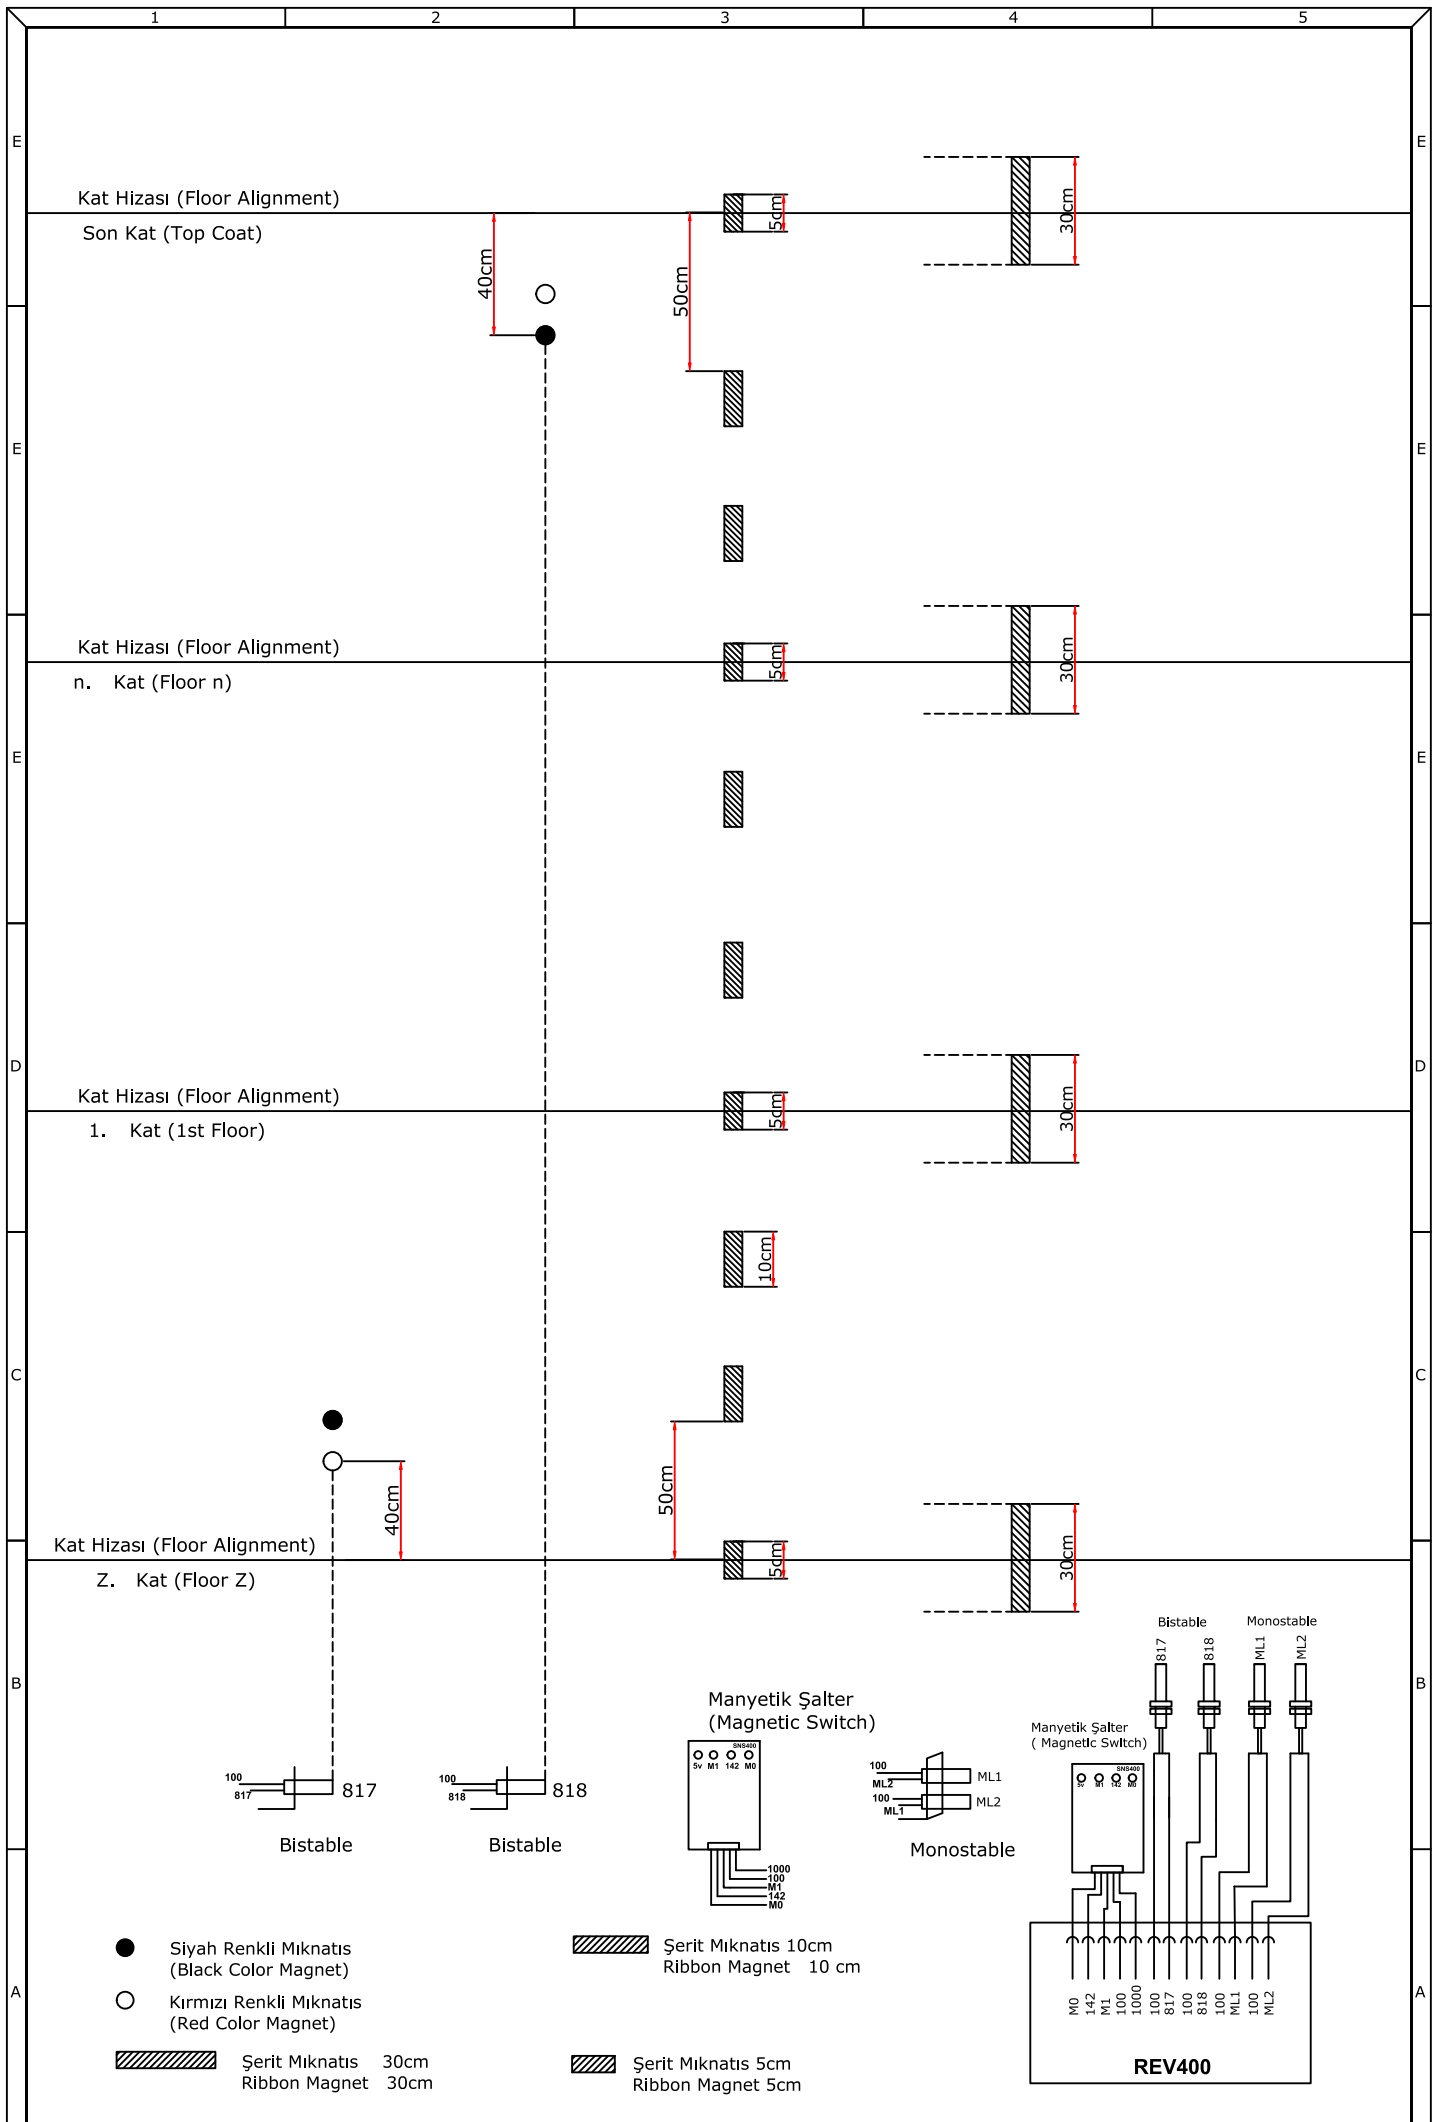 1 2 3 4 5
E E
Kat Hizası (Floor Alignment)
Son Kat (Top Coat)
5cm
30cm
40cm
50cm
E E
Kat Hizası (Floor Alignment)
n. Kat (Floor n)
5cm
30cm
E E
D D
Kat Hizası (Floor Alignment)
1. Kat (1st Floor)
5cm
30cm
10cm
C C
40cm
50cm
Kat Hizası (Floor Alignment)
Z. Kat (Floor Z)
5cm
30cm
B B
100
817
817
Bistable
100
818
818
Bistable
Manyetik Şalter
(Magnetic Switch)
SNS400
5v M1 142 M0
1000
100
M1
142
M0
100
ML2
ML1
100
ML1
ML2
Monostable
Bistable Monostable
817 818 ML1 ML2
Manyetik Şalter
( Magnetic Switch)
SNS400
5v M1 142 M0
M0 142 M1 100 1000 100 817 100 818 100 ML1 100 ML2
REV400
A A
Siyah Renkli Mıknatıs
(Black Color Magnet)
Kırmızı Renkli Mıknatıs
(Red Color Magnet)
Şerit Mıknatıs 30cm
Ribbon Magnet 30cm
Şerit Mıknatıs 10cm
Ribbon Magnet 10 cm
Şerit Mıknatıs 5cm
Ribbon Magnet 5cm